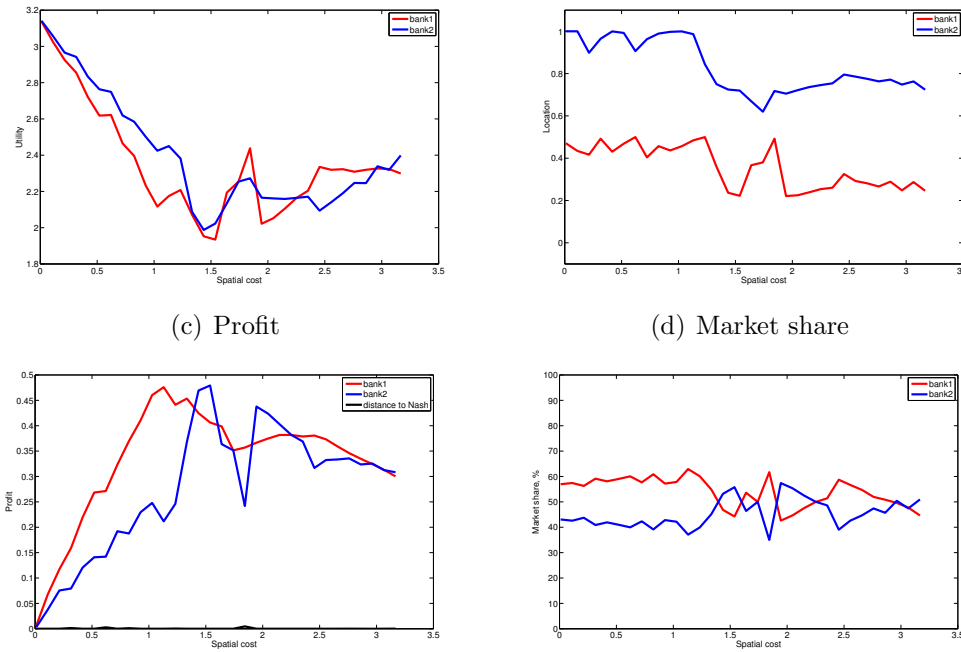 3.2
3
2.8
2.6
2.4
2.2
2
1.8
0 0.5 1 1.5 2 2.5 3 3.5
Utility
Spatial cost
bank1
bank2
1
0.8
0.6
0.4
0.2
0
0 0.5 1 1.5 2 2.5 3 3.5
Location
Spatial cost
bank1
bank2
(c) Profit
(d) Market share
0.5
0.45
0.4
0.35
0.3
0.25
0.2
0.15
0.1
0.05
0
0 0.5 1 1.5 2 2.5 3 3.5
Profit
Spatial cost
bank1
bank2
distance to Nash
100
90
80
70
60
50
40
30
20
10
0
0 0.5 1 1.5 2 2.5 3 3.5
Market share, %
Spatial cost
bank1
bank2